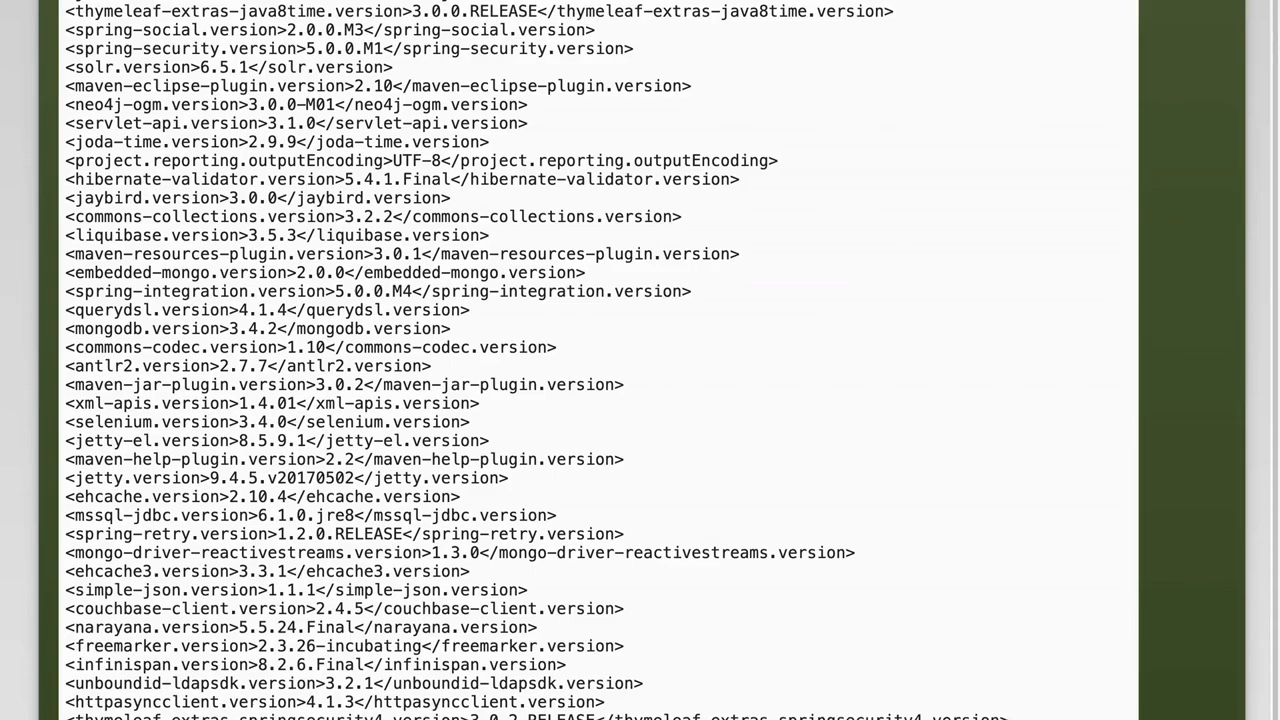 <thymeleaf-extras-java8time.version>3.0.0.RELEASE</thymeleaf-extras-java8time.version>
<spring-social.version>2.0.0.M3</spring-social.version>
<spring-security.version>5.0.0.M1</spring-security.version>
<solr.version>6.5.1</solr.version>
<maven-eclipse-plugin.version>2.10</maven-eclipse-plugin.version>
<neo4j-ogm.version>3.0.0-M01</neo4j-ogm.version>
<servlet-api.version>3.1.0</servlet-api.version>
<joda-time.version>2.9.9</joda-time.version>
<project.reporting.outputEncoding>UTF-8</project.reporting.outputEncoding>
<hibernate-validator.version>5.4.1.Final</hibernate-validator.version>
<jaybird.version>3.0.0</jaybird.version>
<commons-collections.version>3.2.2</commons-collections.version>
<liquibase.version>3.5.3</liquibase.version>
<maven-resources-plugin.version>3.0.1</maven-resources-plugin.version>
<embedded-mongo.version>2.0.0</embedded-mongo.version>
<spring-integration.version>5.0.0.M4</spring-integration.version>
<querydsl.version>4.1.4</querydsl.version>
<mongodb.version>3.4.2</mongodb.version>
<commons-codec.version>1.10</commons-codec.version>
<antlr2.version>2.7.7</antlr2.version>
<maven-jar-plugin.version>3.0.2</maven-jar-plugin.version>
<xml-apis.version>1.4.01</xml-apis.version>
<selenium.version>3.4.0</selenium.version>
<jetty-el.version>8.5.9.1</jetty-el.version>
<maven-help-plugin.version>2.2</maven-help-plugin.version>
<jetty.version>9.4.5.v20170502</jetty.version>
<ehcache.version>2.10.4</ehcache.version>
<mssql-jdbc.version>6.1.0.jre8</mssql-jdbc.version>
<spring-retry.version>1.2.0.RELEASE</spring-retry.version>
<mongo-driver-reactivestreams.version>1.3.0</mongo-driver-reactivestreams.version>
<ehcache3.version>3.3.1</ehcache3.version>
<simple-json.version>1.1.1</simple-json.version>
<couchbase-client.version>2.4.5</couchbase-client.version>
<narayana.version>5.5.24.Final</narayana.version>
<freemarker.version>2.3.26-incubating</freemarker.version>
<infinispan.version>8.2.6.Final</infinispan.version>
<unboundid-ldapsdk.version>3.2.1</unboundid-ldapsdk.version>
<httpasyncclient.version>4.1.3</httpasyncclient.version>
<thymeleaf-extras-springsecurity4.version>3.0.2.RELEASE</thymeleaf-extras-springsecurity4.version>